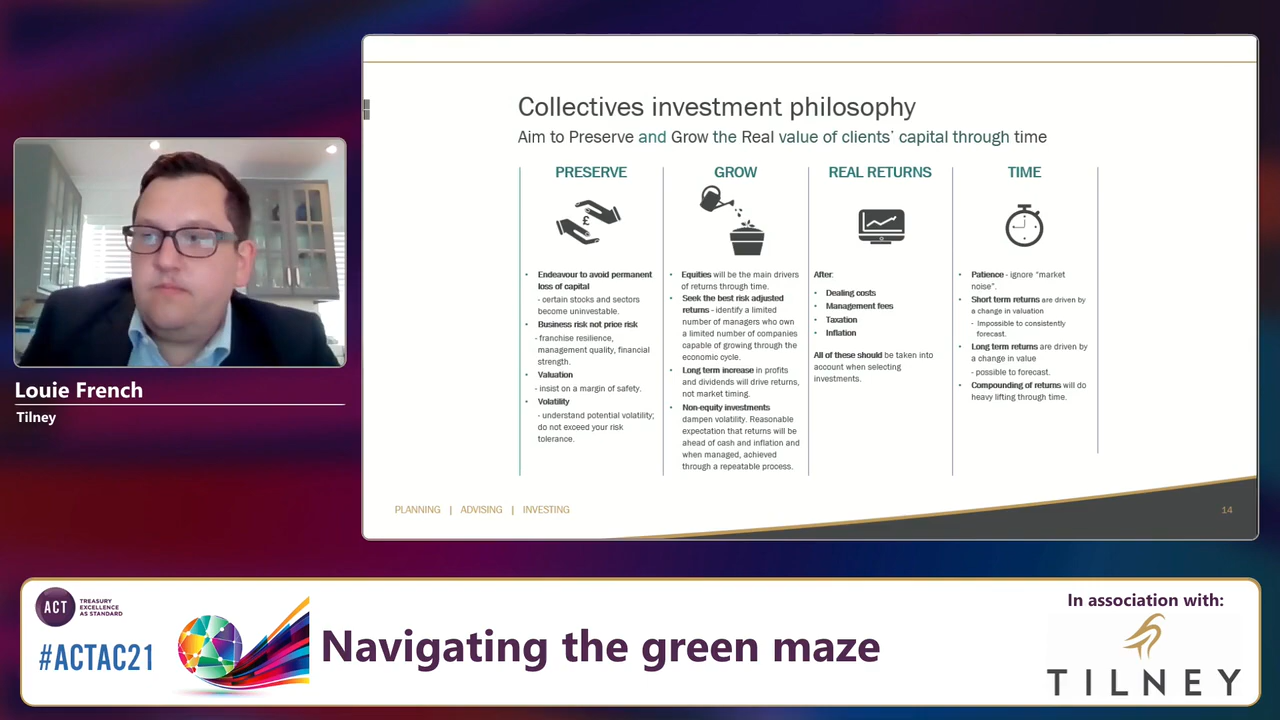 Collectives investment philosophy
Aim to Preserve and Grow the Real value of clients' capital through time
PRESERVE
£
• Endeavour to avoid permanent
loss of capital
- certain stocks and sectors
become uninvestable.
• Business risk not price risk
- franchise resilience,
management quality, financial
strength.
• Valuation
- insist on a margin of safety.
• Volatility
- understand potential volatility;
do not exceed your risk
tolerance.
GROW
• Equities will be the main drivers
of returns through time.
• Seek the best risk adjusted
returns - identify a limited
number of managers who own
a limited number of companies
capable of growing through the
economic cycle.
• Long term increase in profits
and dividends will drive returns,
not market timing.
• Non-equity investments
dampen volatility. Reasonable
expectation that returns will be
ahead of cash and inflation and
when managed, achieved
through a repeatable process.
REAL RETURNS
After:
• Dealing costs
• Management fees
• Taxation
• Inflation
All of these should be taken into
account when selecting
investments.
TIME
• Patience - ignore "market
noise".
• Short term returns are driven by
a change in valuation
- Impossible to consistently
forecast.
• Long term returns are driven by
a change in value
- possible to forecast.
• Compounding of returns will do
heavy lifting through time.
PLANNING | ADVISING | INVESTING
14
Louie French
Tilney
ACT
TREASURY
EXCELLENCE
AS STANDARD
#ACTAC21
Navigating the green maze
In association with:
TILNEY